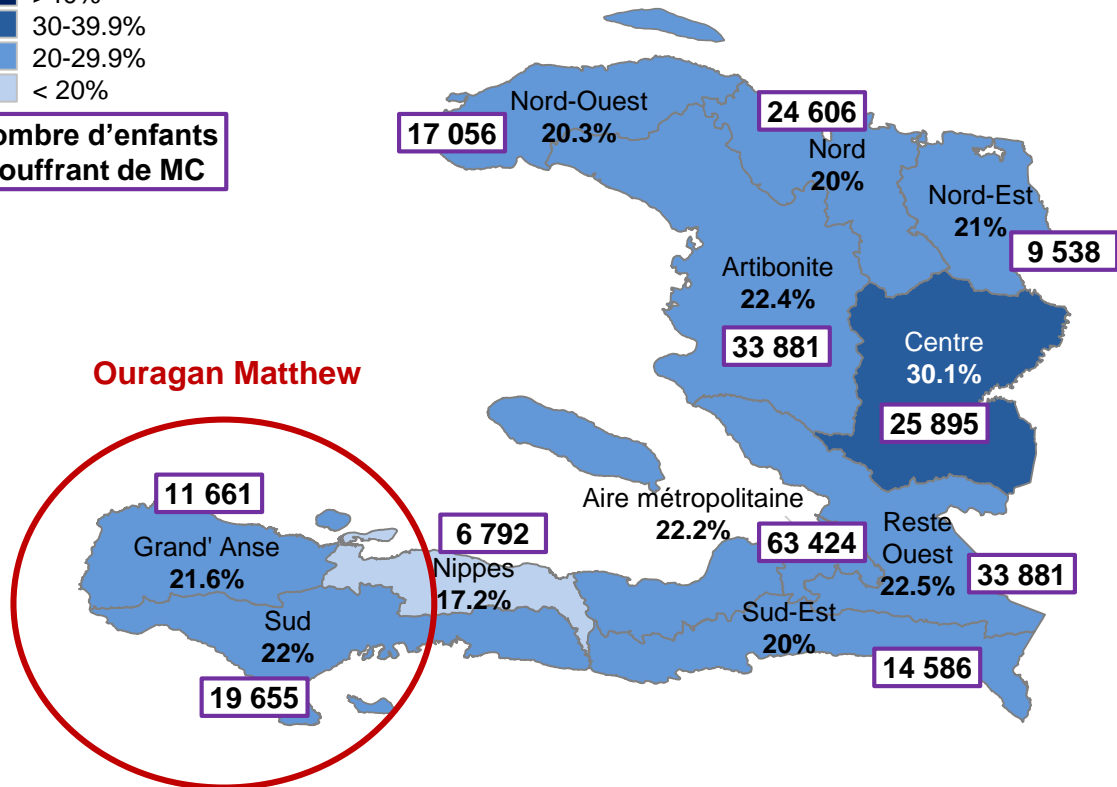 30-39.9%
20-29.9%
< 20%
d'enfants
de MC
Nord-Ouest
20.3%
17 056
24 606
Nord
20%
Nord-Est
21%
9 538
Artibonite
22.4%
33 881
Centre
30.1%
25 895
Ouragan Matthew
11 661
Grand' Anse
21.6%
6 792
Nippes
17.2%
Sud
22%
19 655
Aire métropolitaine
22.2%
63 424
Reste
Ouest
22.5%
33 881
Sud-Est
20%
14 586